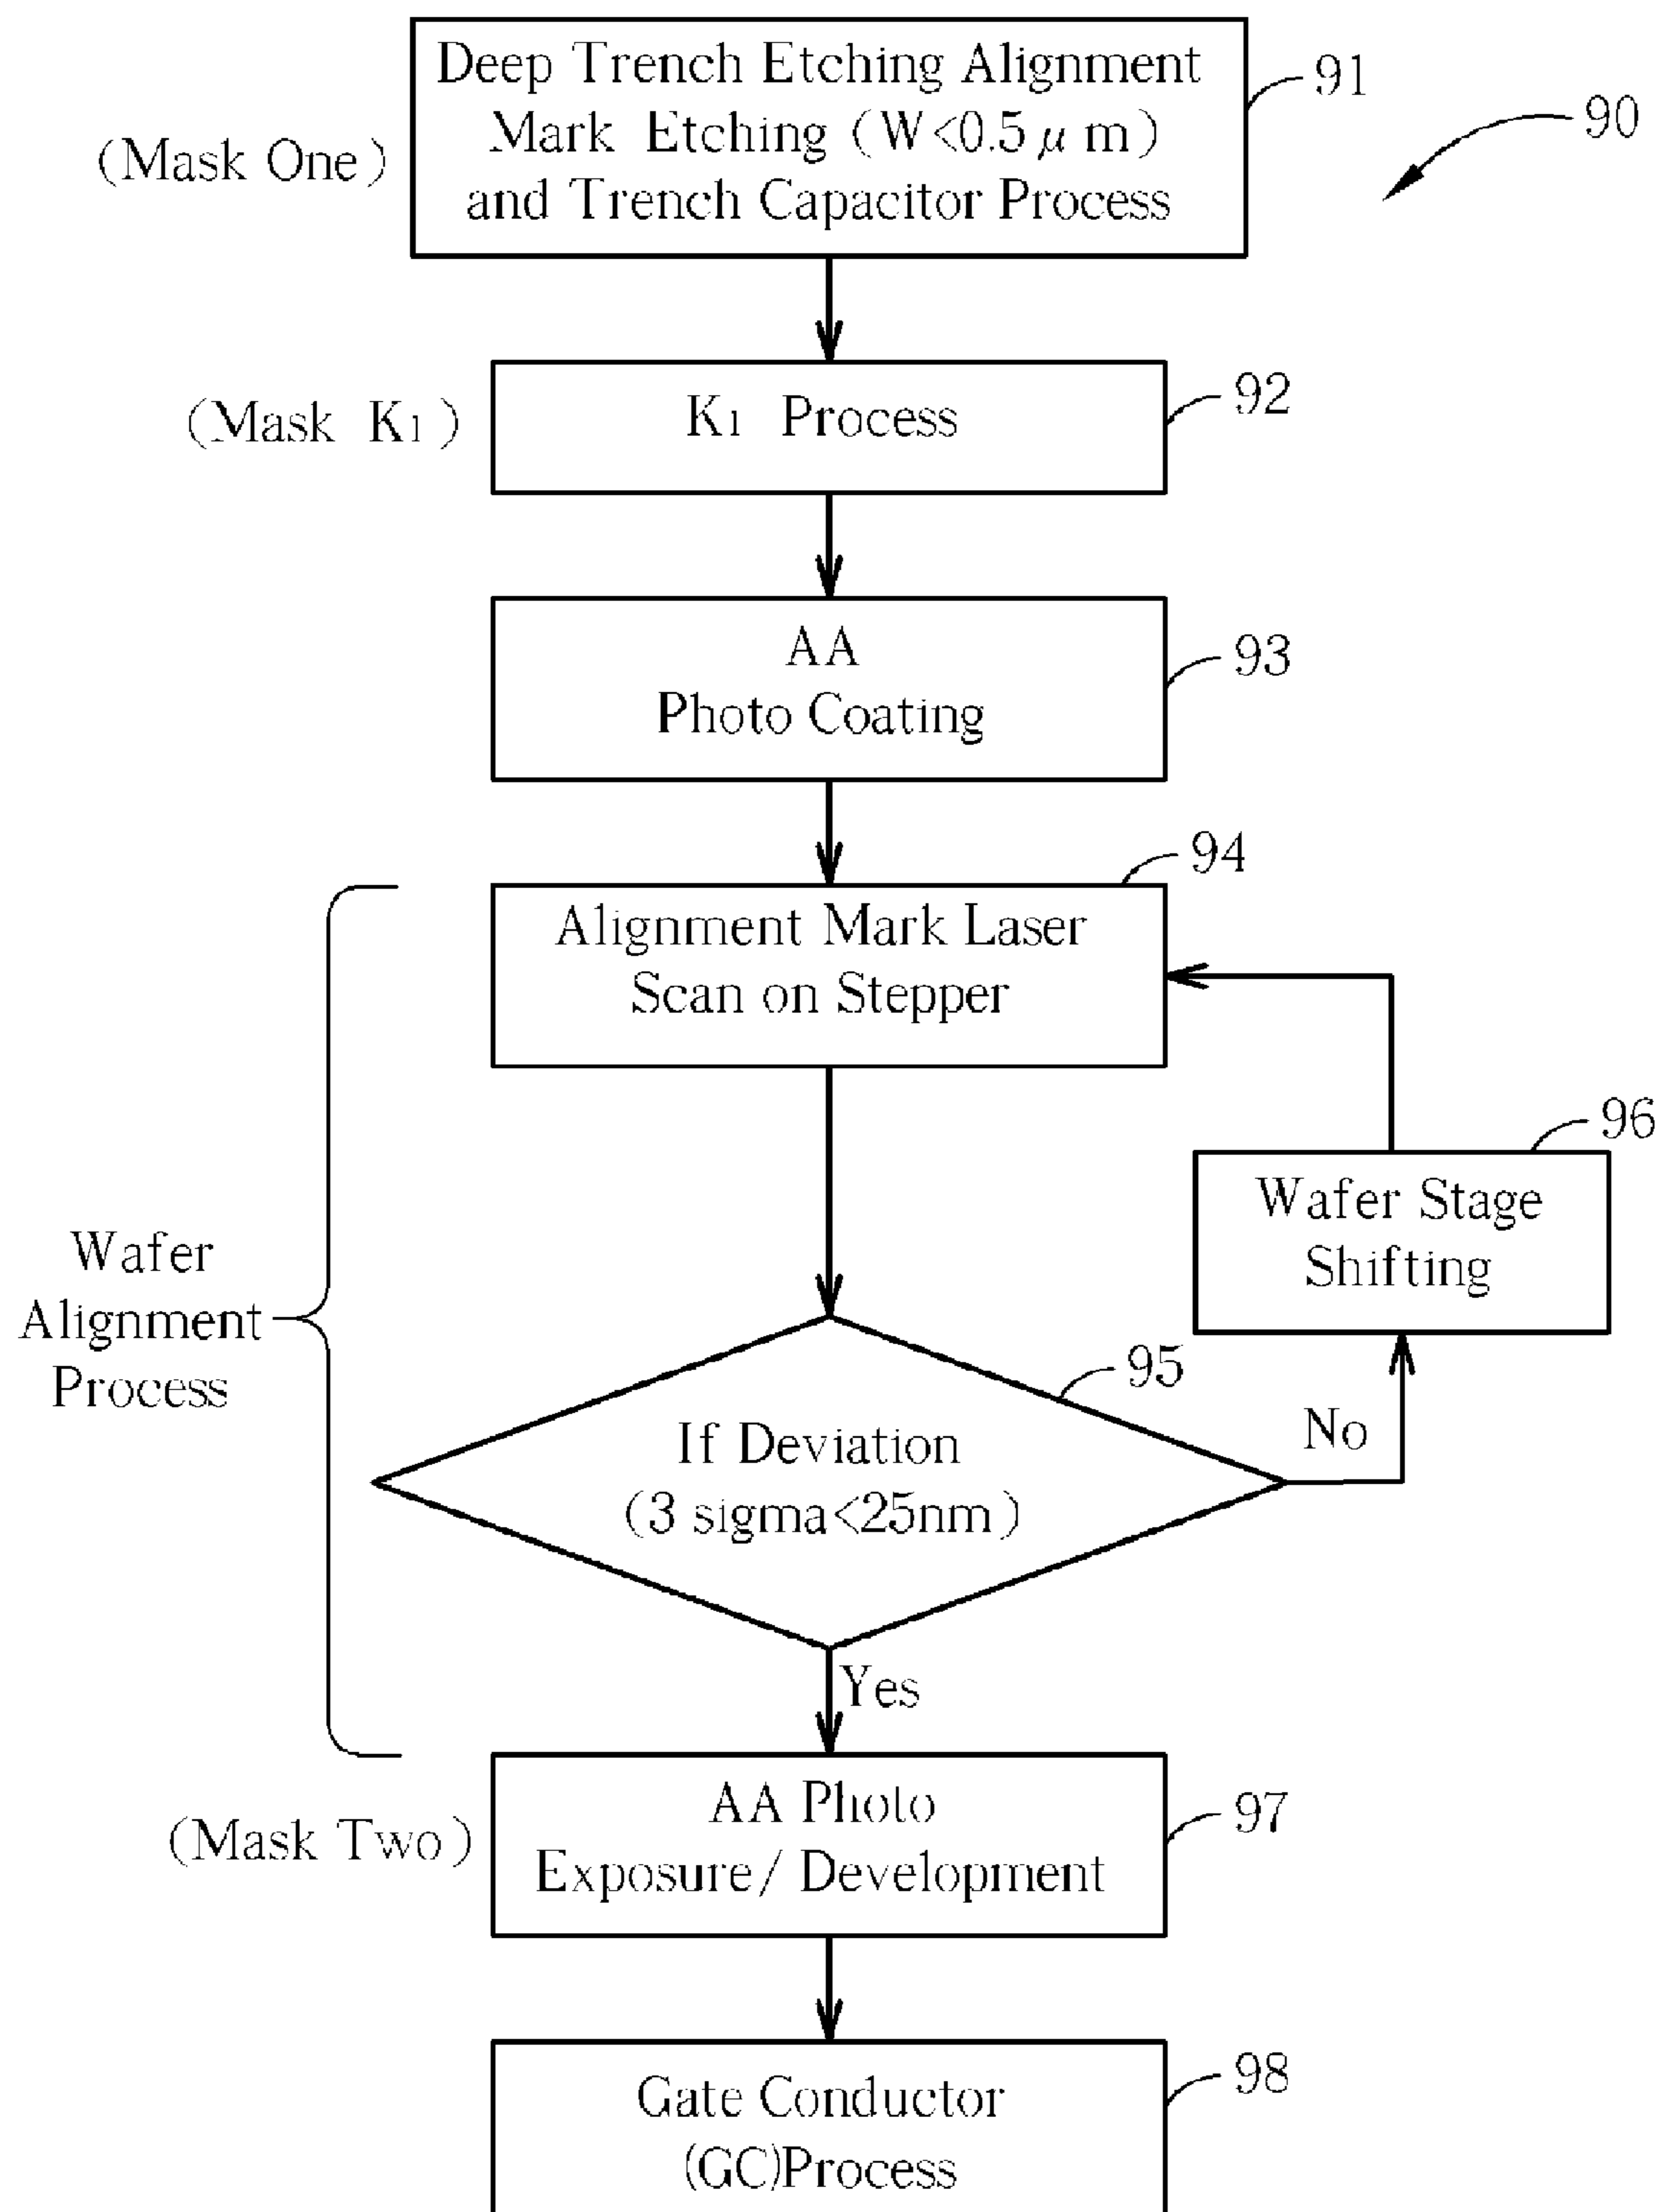 Deep Trench Etching Alignment
Mark Etching (W<0.5 μm)
and Trench Capacitor Process
91
90
(Mask One)
(Mask K1)
K1 Process
92
AA
Photo Coating
93
94
Alignment Mark Laser
Scan on Stepper
96
Wafer Stage
Shifting
Wafer
Alignment
Process
95
If Deviation
(3 sigma<25nm)
No
Yes
(Mask Two)
AA Photo
Exposure/ Development
97
Gate Conductor
(GC)Process
98